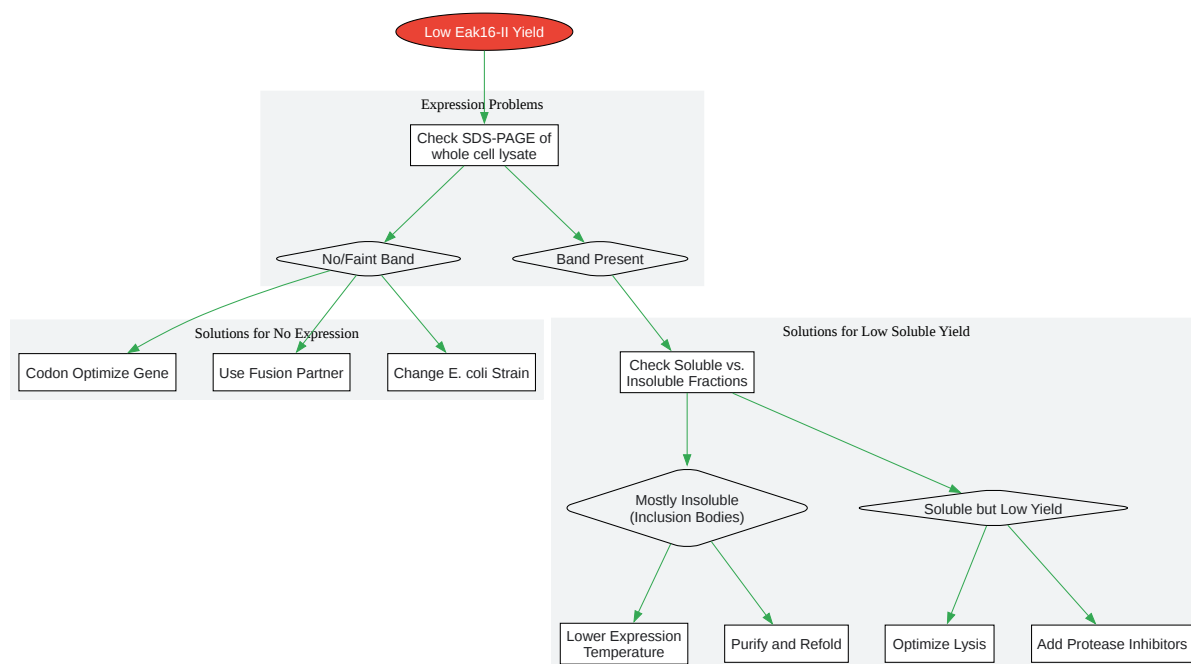 Low Eak16-II Yield
Expression Problems
Check SDS-PAGE of
whole cell lysate
No/Faint Band
Band Present
Solutions for No Expression
Codon Optimize Gene
Use Fusion Partner
Change E. coli Strain
Solutions for Low Soluble Yield
Check Soluble vs.
Insoluble Fractions
Mostly Insoluble
(Inclusion Bodies)
Soluble but Low Yield
Lower Expression
Temperature
Purify and Refold
Optimize Lysis
Add Protease Inhibitors